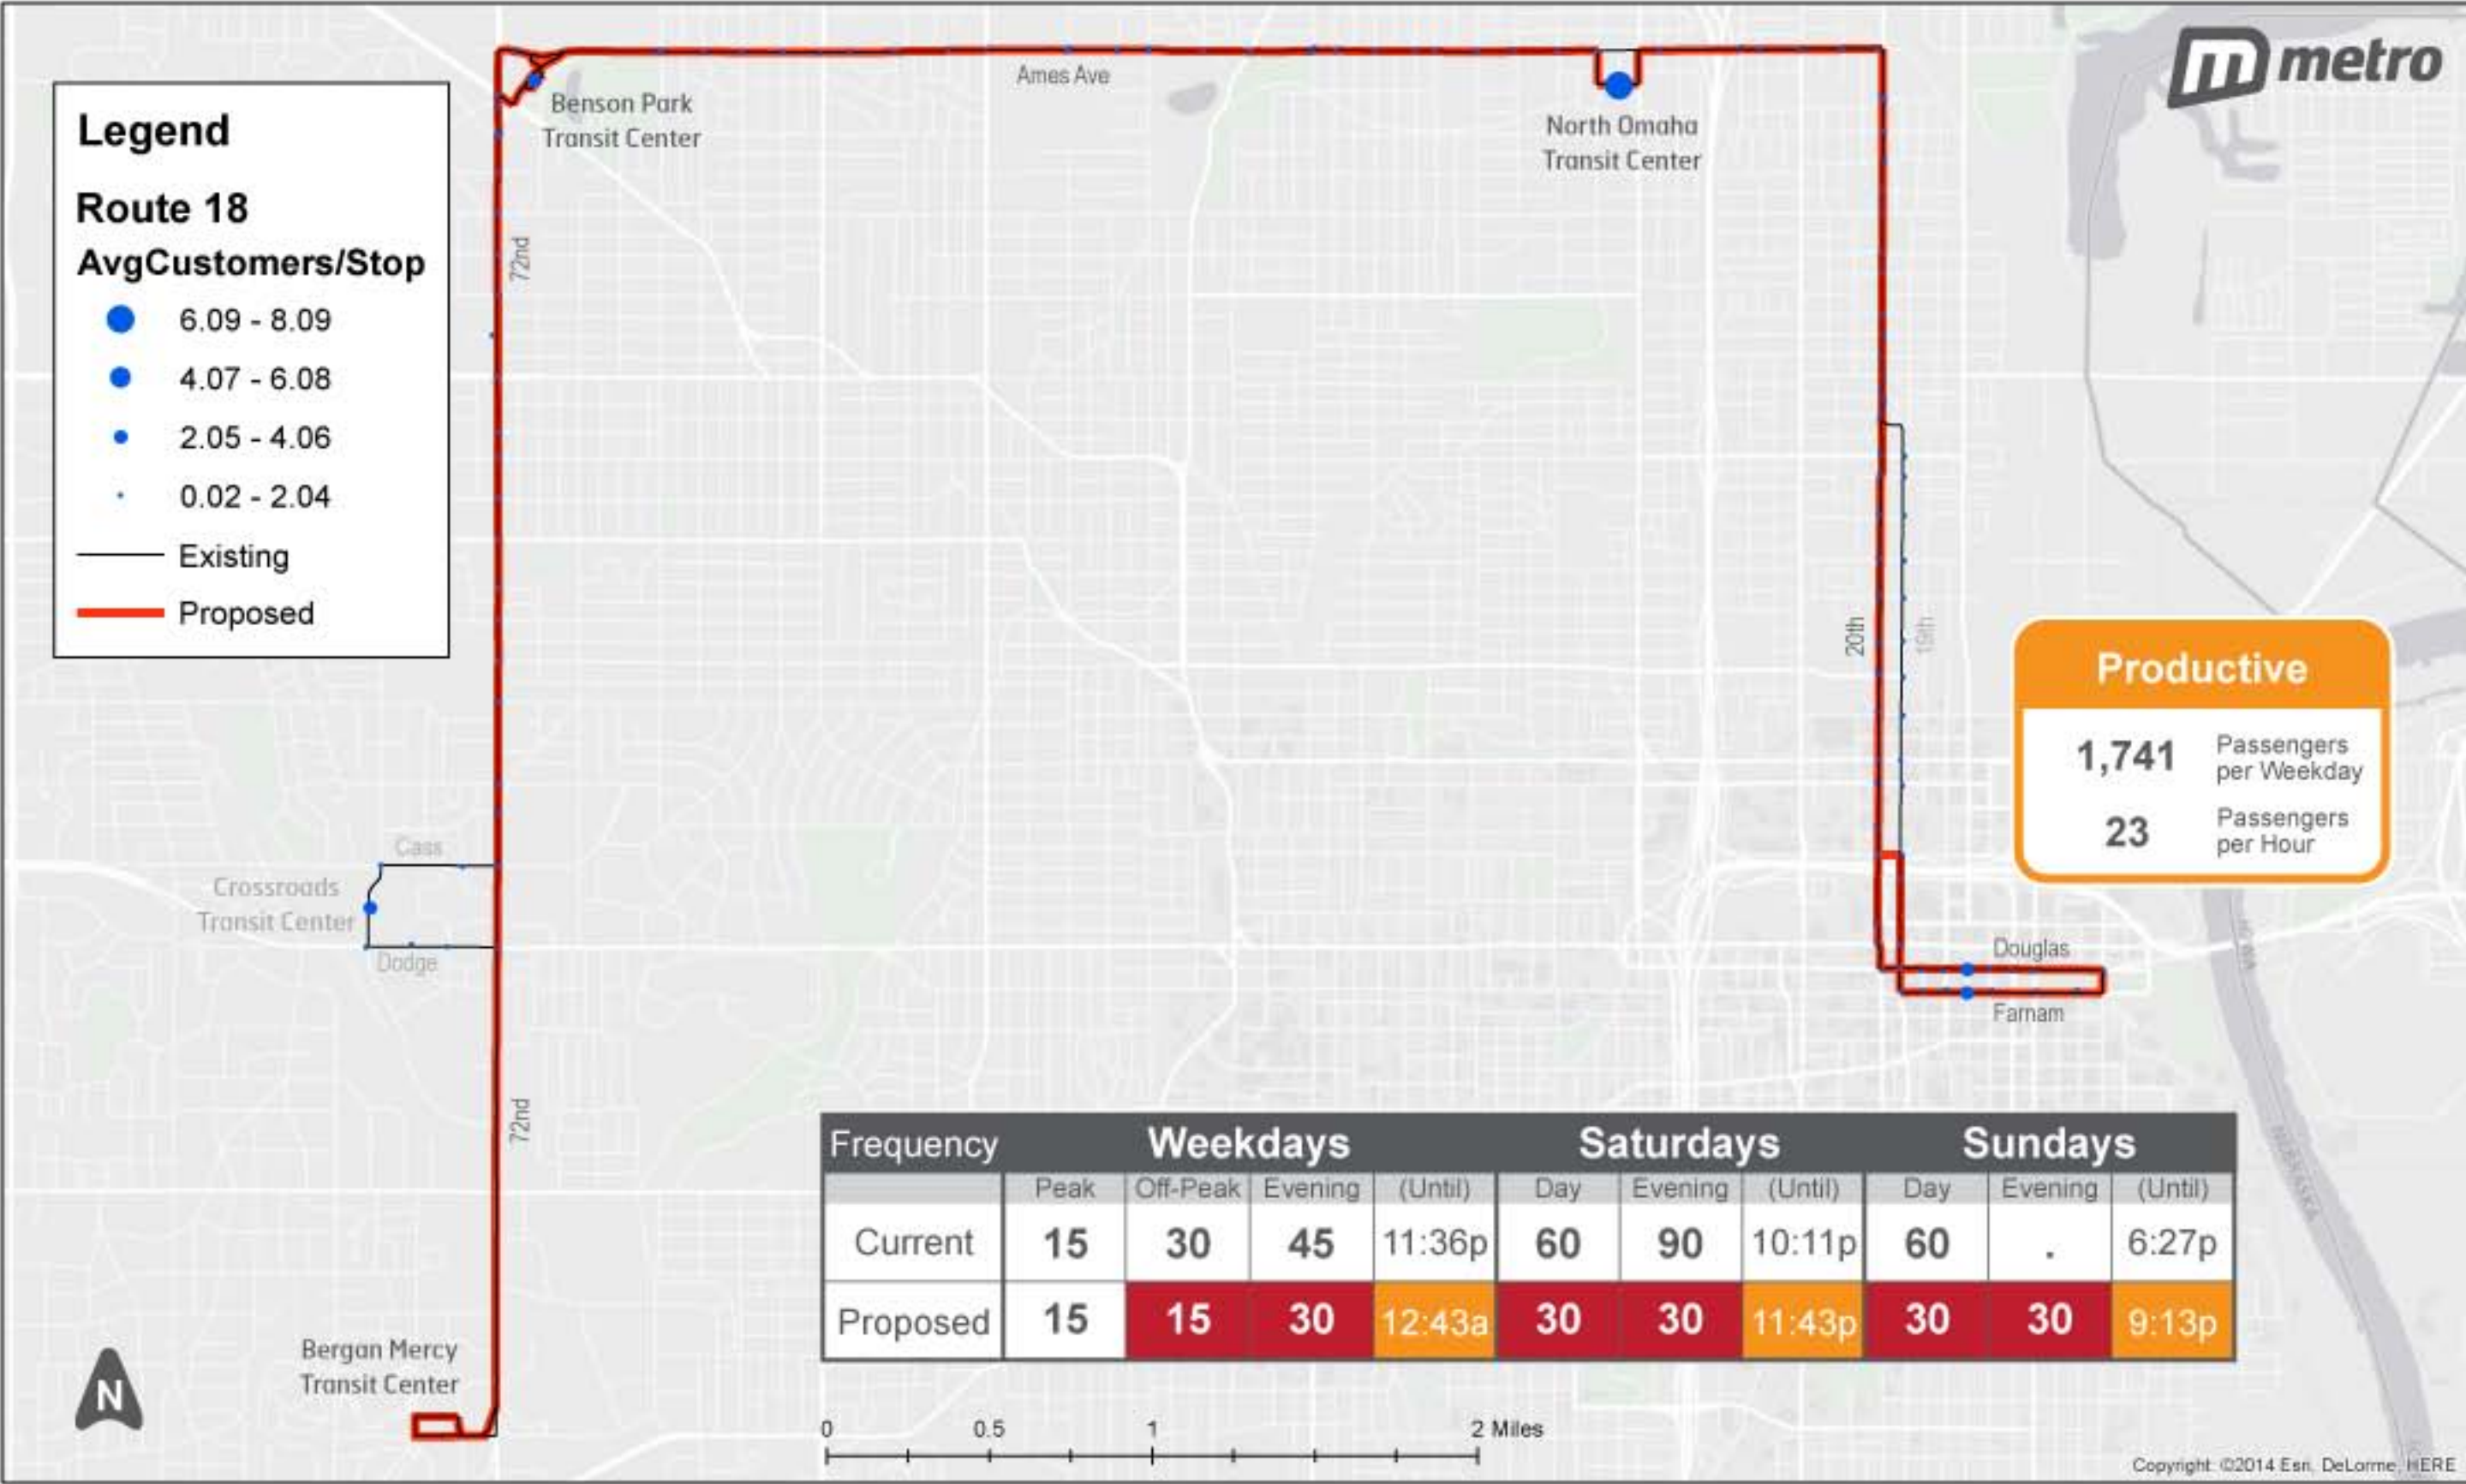 metro
Legend
Route 18
AvgCustomers/Stop
6.09 - 8.09
4.07 - 6.08
2.05 - 4.06
0.02 - 2.04
Existing
Proposed
Ames Ave
Benson Park
Transit Center
North Omaha
Transit Center
72nd
20th
19th
Productive
1,741 Passengers
per Weekday
23 Passengers
per Hour
Cass
Crossroads
Transit Center
Dodge
Douglas
Farnam
72nd
Bergan Mercy
Transit Center
N
Frequency Weekdays Saturdays Sundays
Peak Off-Peak Evening (Until) Day Evening (Until) Day Evening (Until)
Current 15 30 45 11:36p 60 90 10:11p 60 . 6:27p
Proposed 15 15 30 12:43a 30 30 11:43p 30 30 9:13p
0 0.5 1 2 Miles
NEBRASKA
Copyright: ©2014 Esri, DeLorme, HERE